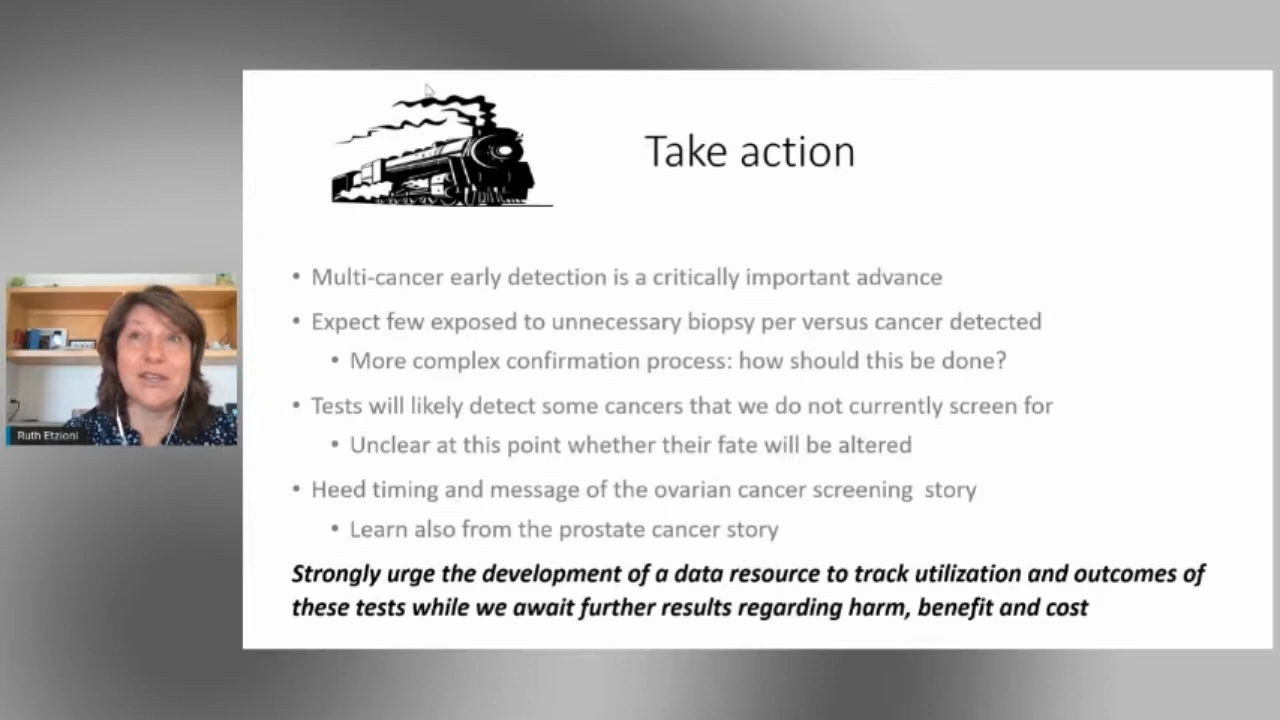 Take action
• Multi-cancer early detection is a critically important advance
• Expect few exposed to unnecessary biopsy per versus cancer detected
• More complex confirmation process: how should this be done?
• Tests will likely detect some cancers that we do not currently screen for
• Unclear at this point whether their fate will be altered
• Heed timing and message of the ovarian cancer screening story
• Learn also from the prostate cancer story
Strongly urge the development of a data resource to track utilization and outcomes of
these tests while we await further results regarding harm, benefit and cost
Ruth Etzioni